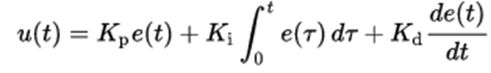 u(t) = K_p e(t) + K_i ∫_0^t e(τ) dτ + K_d de(t)/dt